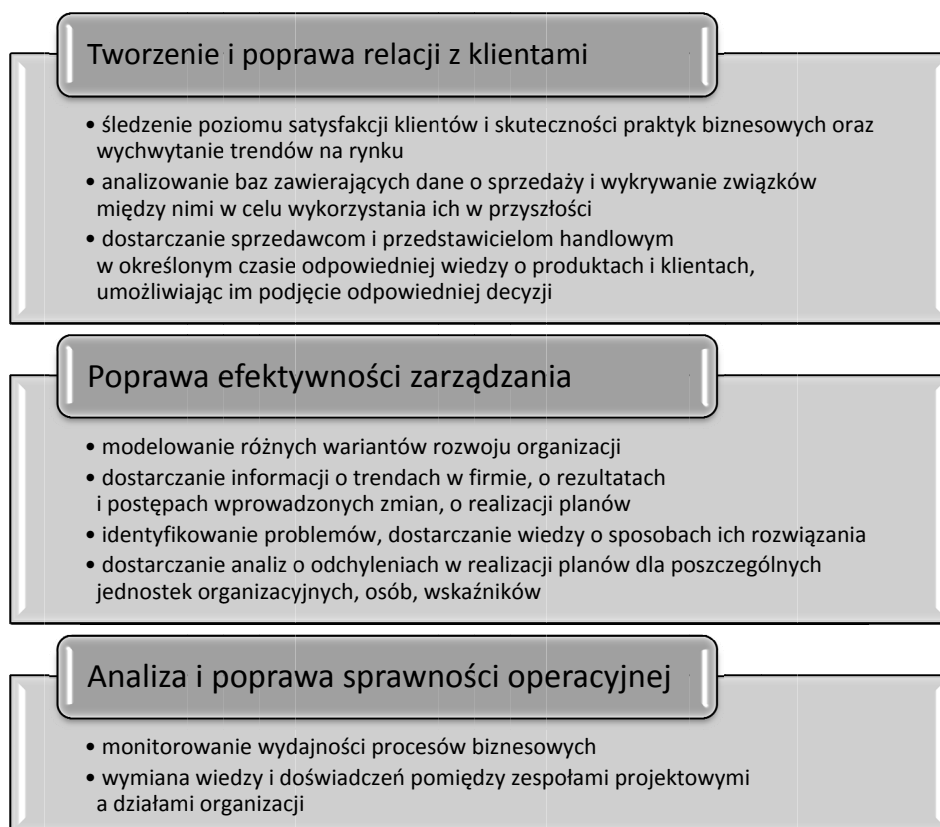 Tworzenie i poprawa relacji z klientami
• śledzenie poziomu satysfakcji klientów i skuteczności praktyk biznesowych oraz
wychwytanie trendów na rynku
• analizowanie baz zawierających dane o sprzedaży i wykrywanie związków
między nimi w celu wykorzystania ich w przyszłości
• dostarczanie sprzedawcom i przedstawicielom handlowym
w określonym czasie odpowiedniej wiedzy o produktach i klientach,
umożliwiając im podjęcie odpowiedniej decyzji
Poprawa efektywności zarządzania
• modelowanie różnych wariantów rozwoju organizacji
• dostarczanie informacji o trendach w firmie, o rezultatach
i postępach wprowadzonych zmian, o realizacji planów
• identyfikowanie problemów, dostarczanie wiedzy o sposobach ich rozwiązania
• dostarczanie analiz o odchyleniach w realizacji planów dla poszczególnych
jednostek organizacyjnych, osób, wskaźników
Analiza i poprawa sprawności operacyjnej
• monitorowanie wydajności procesów biznesowych
• wymiana wiedzy i doświadczeń pomiędzy zespołami projektowymi
a działami organizacji